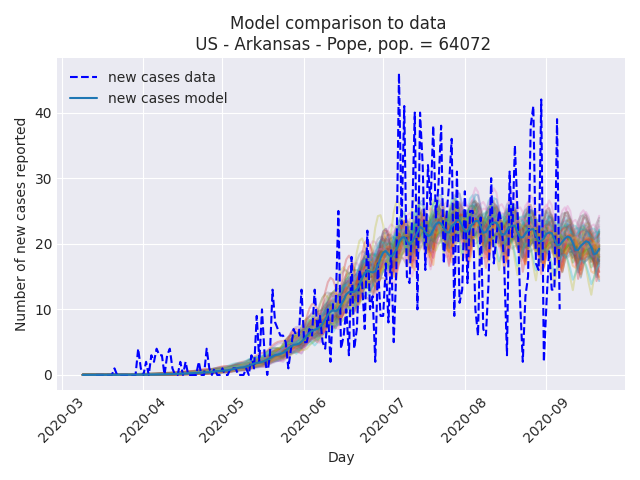 Model comparison to data
US - Arkansas - Pope, pop. = 64072
new cases data
new cases model
Number of new cases reported
40
30
20
10
0
2020-03
2020-04
2020-05
2020-06
2020-07
2020-08
2020-09
Day